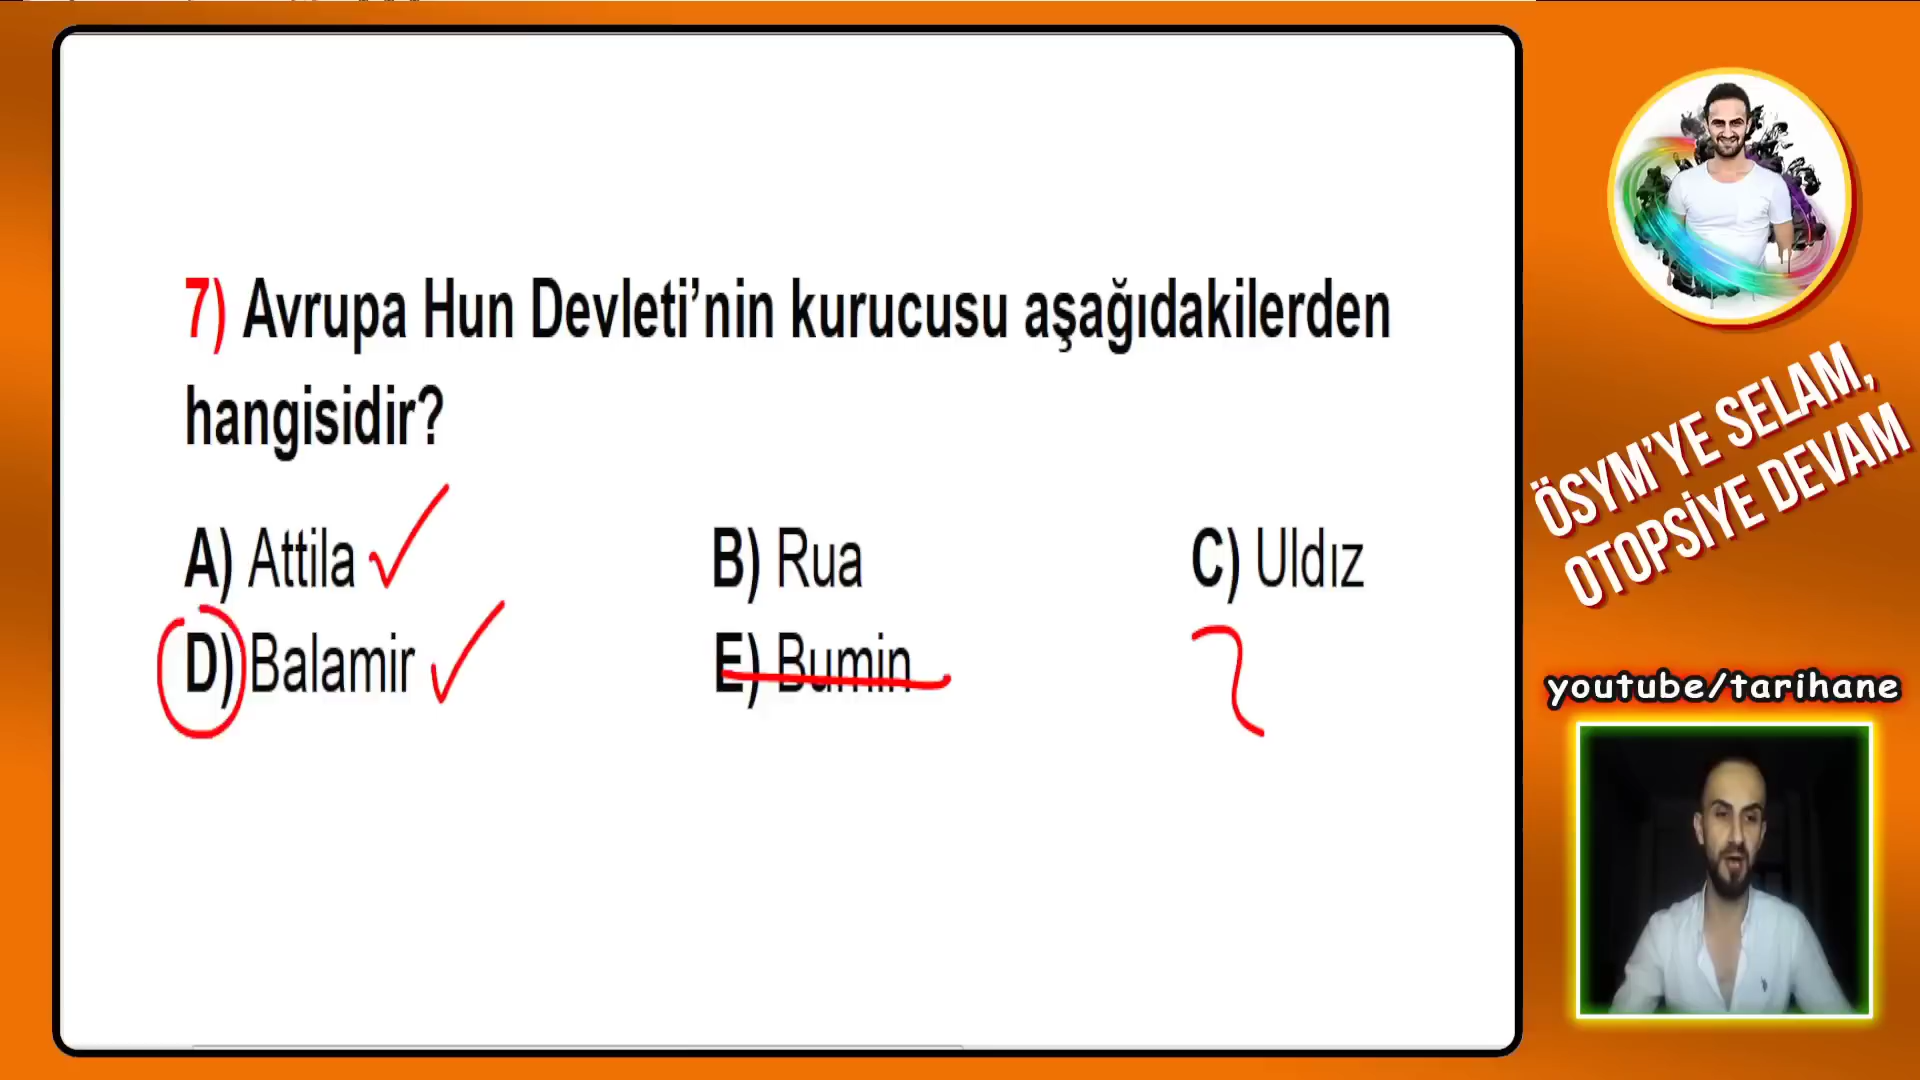 7) Avrupa Hun Devleti’nin kurucusu aşağıdakilerden
hangisidir?
A) Attila B) Rua C) Uldız
D) Balamir E) Bumin
ÖSYM’YE SELAM,
OTOPSİYE DEVAM
youtube/tarihane